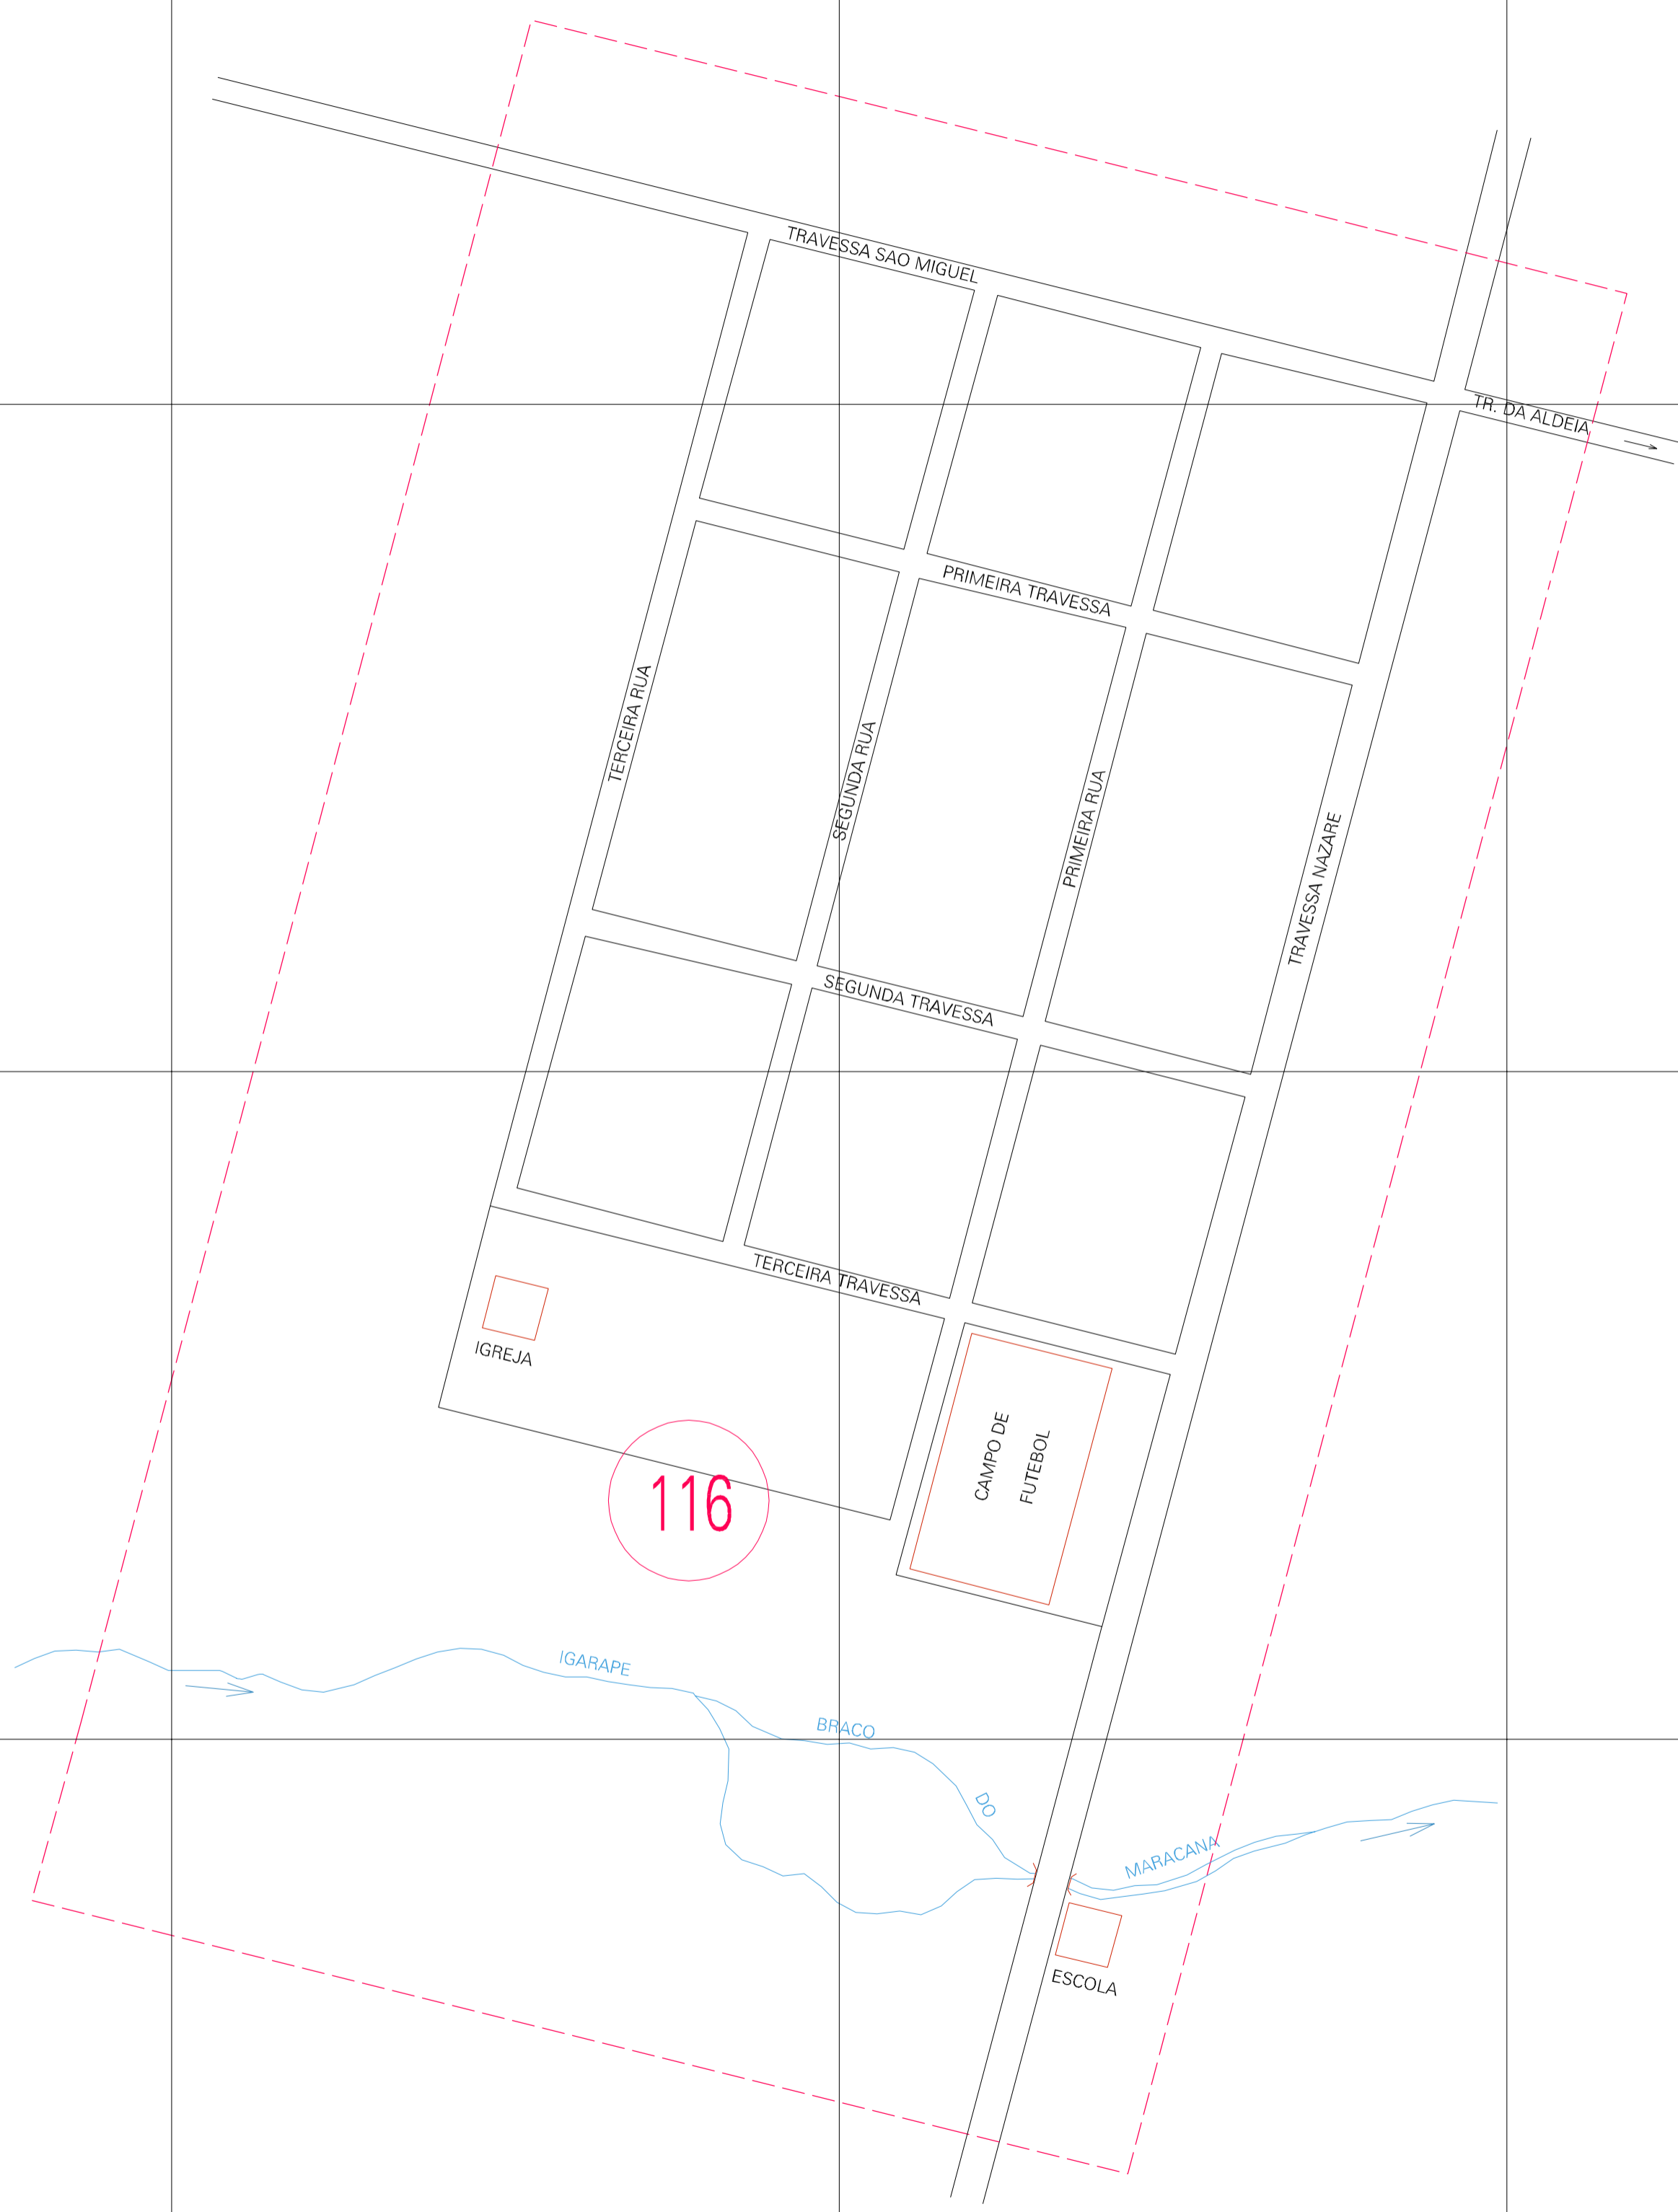 TRAVESSA SAO MIGUEL
TR. DA ALDEIA
PRIMEIRA TRAVESSA
TERCEIRA RUA
SEGUNDA RUA
PRIMEIRA RUA
TRAVESSA NAZARE
SEGUNDA TRAVESSA
TERCEIRA TRAVESSA
IGREJA
CAMPO DE
FUTEBOL
116
IGARAPE
BRACO
DO
MARACANA
ESCOLA